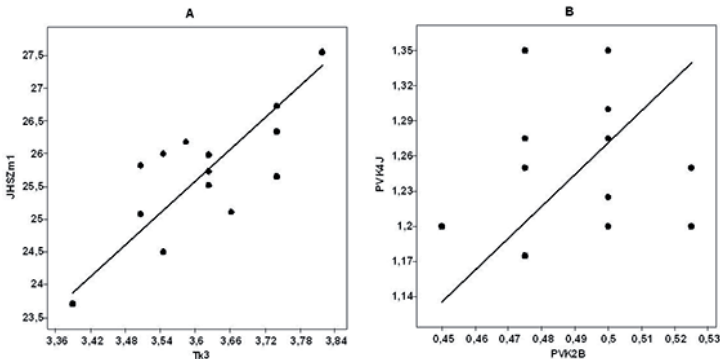 A
27,5
27
26,5
26
25,5
25
24,5
24
23,5
JHSZm1
3,36 3,42 3,48 3,54 3,6 3,66 3,72 3,78 3,84
Tk3
B
1,35
1,32
1,29
1,26
1,23
1,2
1,17
1,14
PVK4J
0,45 0,46 0,47 0,48 0,49 0,5 0,51 0,52 0,53
PVK2B